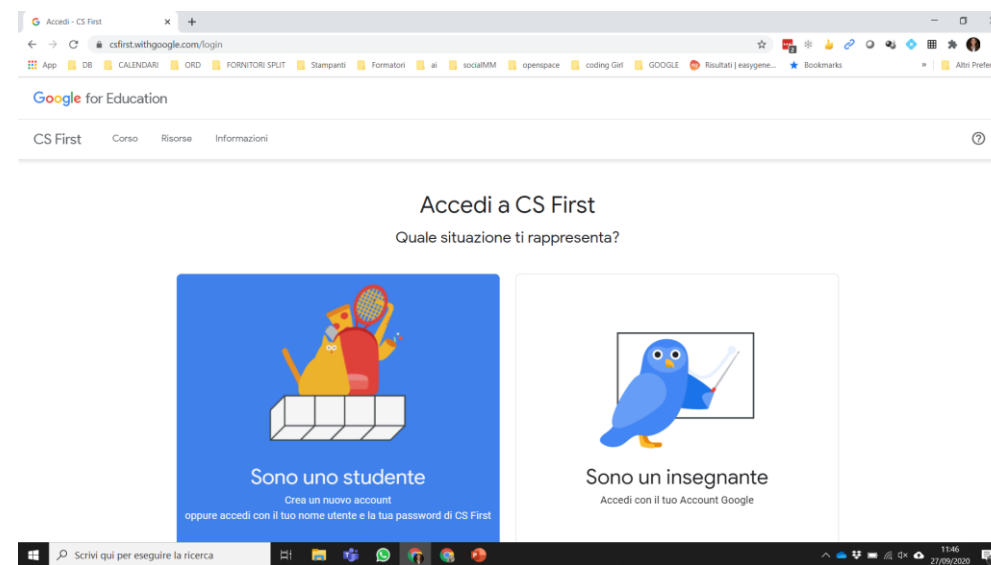 Accedi - CS First
csfirst.withgoogle.com/login
App DB CALENDARI ORD FORNITORI SPLIT Stampanti Formatori ai socialMM openspace coding Girl GOOGLE Risultati | easygene... Bookmarks » Altri Prefer
Google for Education
CS First Corso Risorse Informazioni
Accedi a CS First
Quale situazione ti rappresenta?
Sono uno studente
Crea un nuovo account
oppure accedi con il tuo nome utente e la tua password di CS First
Sono un insegnante
Accedi con il tuo Account Google
Scrivi qui per eseguire la ricerca
11:46
27/09/2020